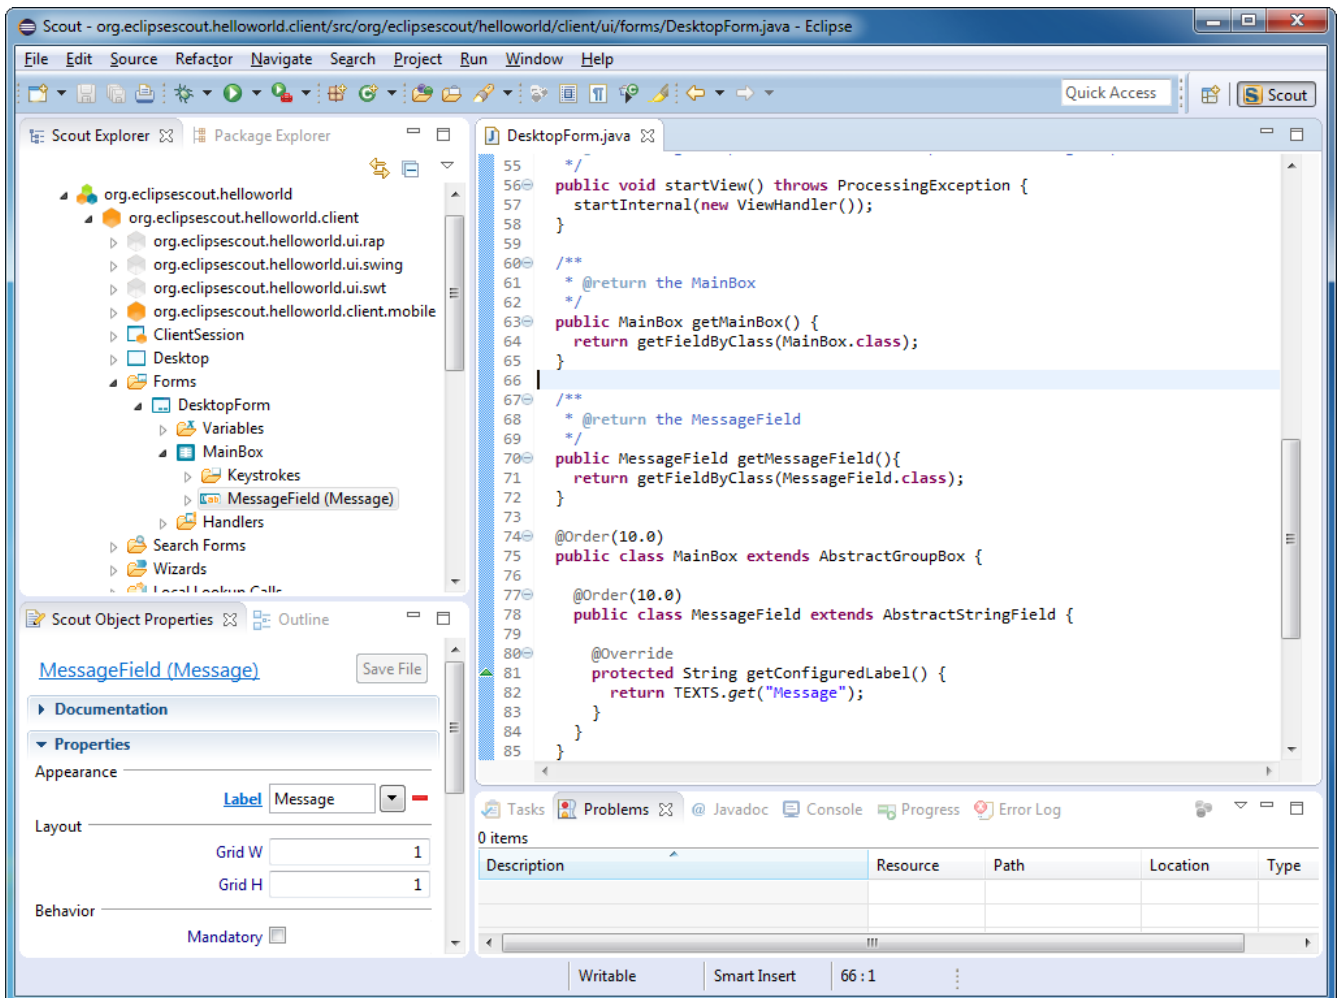 Scout - org.eclipsescout.helloworld.client/src/org/eclipsescout/helloworld/client/ui/forms/DesktopForm.java - Eclipse
File Edit Source Refactor Navigate Search Project Run Window Help
Quick Access Scout
Scout Explorer Package Explorer
org.eclipsescout.helloworld
org.eclipsescout.helloworld.client
org.eclipsescout.helloworld.ui.rap
org.eclipsescout.helloworld.ui.swing
org.eclipsescout.helloworld.ui.swt
org.eclipsescout.helloworld.client.mobile
ClientSession
Desktop
Forms
DesktopForm
Variables
MainBox
Keystrokes
MessageField (Message)
Handlers
Search Forms
Wizards
Local Lookup Calls
Scout Object Properties Outline
MessageField (Message) Save File
Documentation
Properties
Appearance
Label Message
Layout
Grid W 1
Grid H 1
Behavior
Mandatory
DesktopForm.java
55 */
56 public void startView() throws ProcessingException {
57 startInternal(new ViewHandler());
58 }
59
60 /**
61 * @return the MainBox
62 */
63 public MainBox getMainBox() {
64 return getFieldByClass(MainBox.class);
65 }
66
67 /**
68 * @return the MessageField
69 */
70 public MessageField getMessageField(){
71 return getFieldByClass(MessageField.class);
72 }
73
74 @Order(10.0)
75 public class MainBox extends AbstractGroupBox {
76
77 @Order(10.0)
78 public class MessageField extends AbstractStringField {
79
80 @Override
81 protected String getConfiguredLabel() {
82 return TEXTS.get("Message");
83 }
84 }
85 }
Tasks Problems @ Javadoc Console Progress Error Log
0 items
Description Resource Path Location Type
Writable Smart Insert 66 : 1